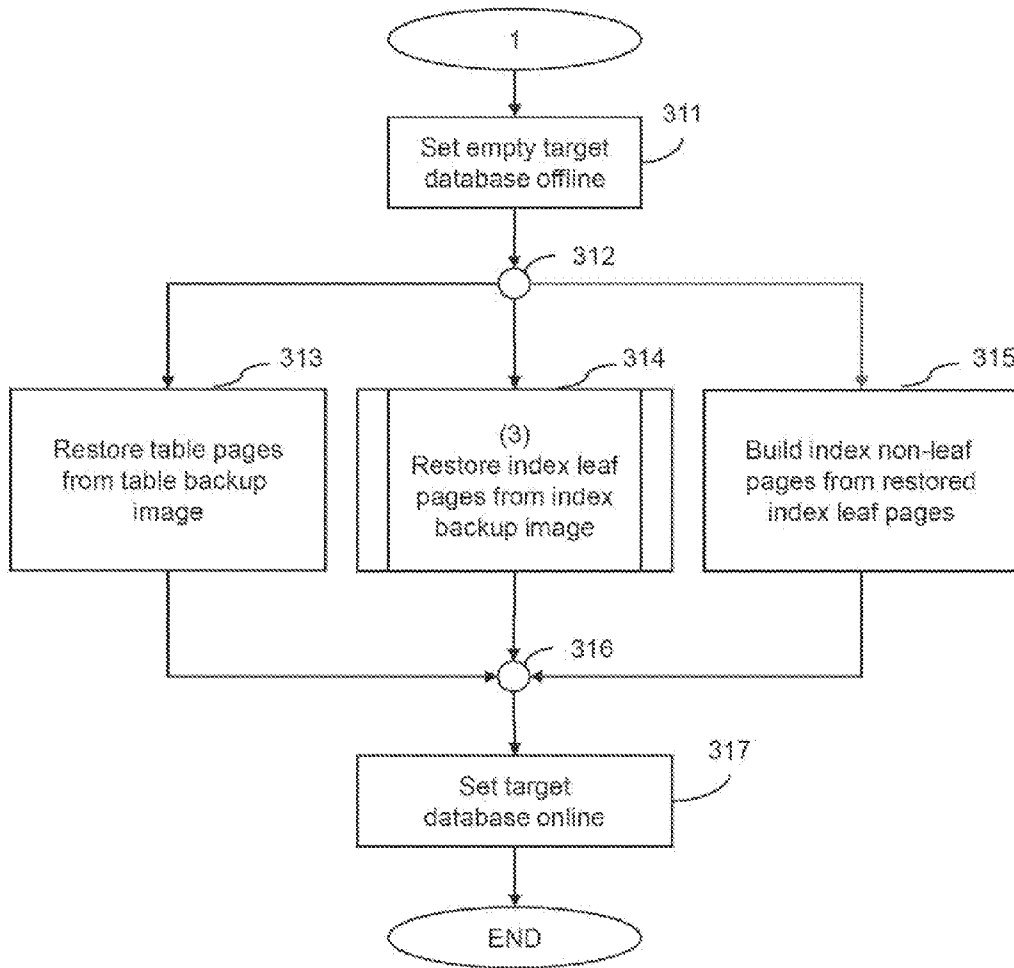 1
311
Set empty target
database offline
312
313
Restore table pages
from table backup
image
314
(3)
Restore index leaf
pages from index
backup image
315
Build index non-leaf
pages from restored
index leaf pages
316
317
Set target
database online
END